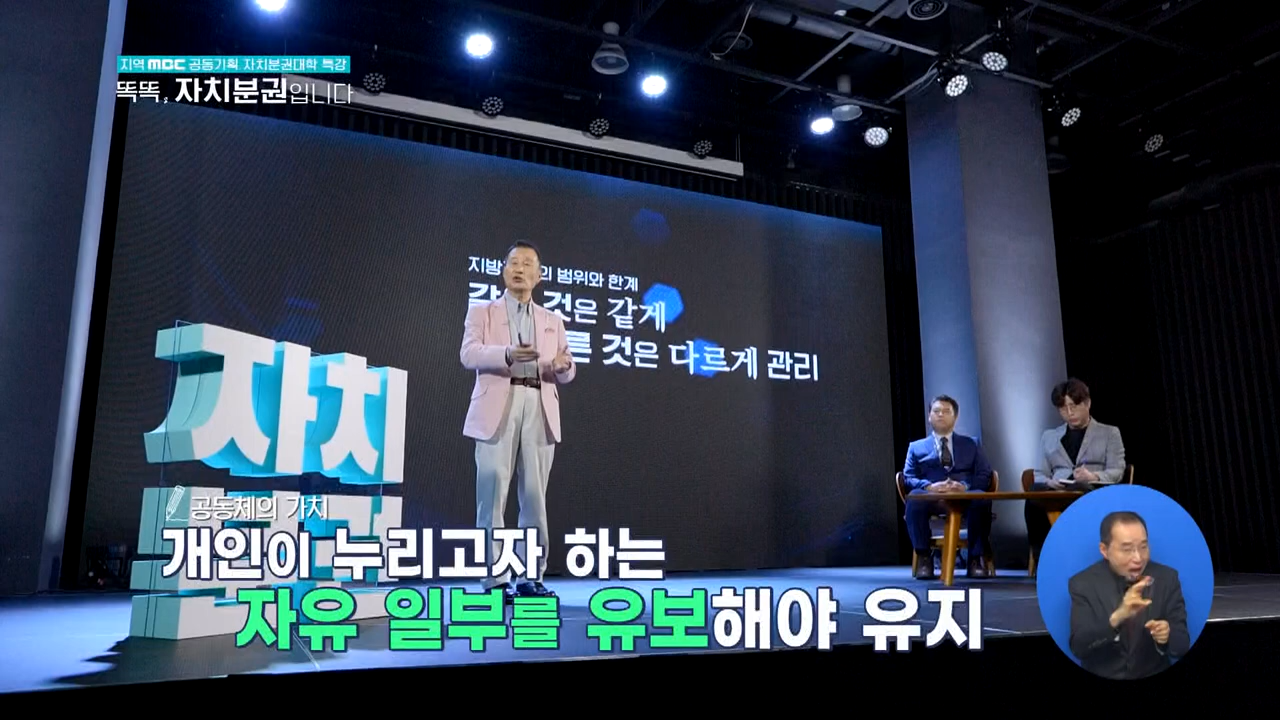 지역 MBC 공동기획 자치분권대학 특강
똑똑, 자치분권입니다
의 범위와 한계
것은 같게
른 것은 다르게 관리
자치
공동체의 가치
개인이 누리고자 하는
자유 일부를 유보해야 유지